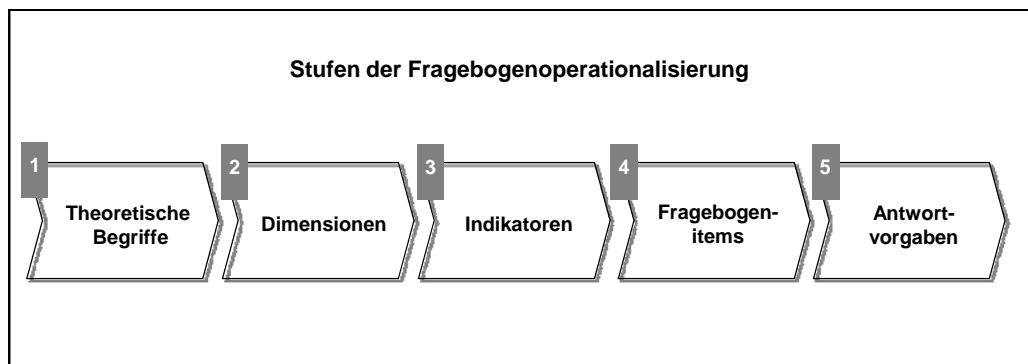 Stufen der Fragebogenoperationalisierung
1
Theoretische
Begriffe
2
Dimensionen
3
Indikatoren
4
Fragebogen-
items
5
Antwort-
vorgaben